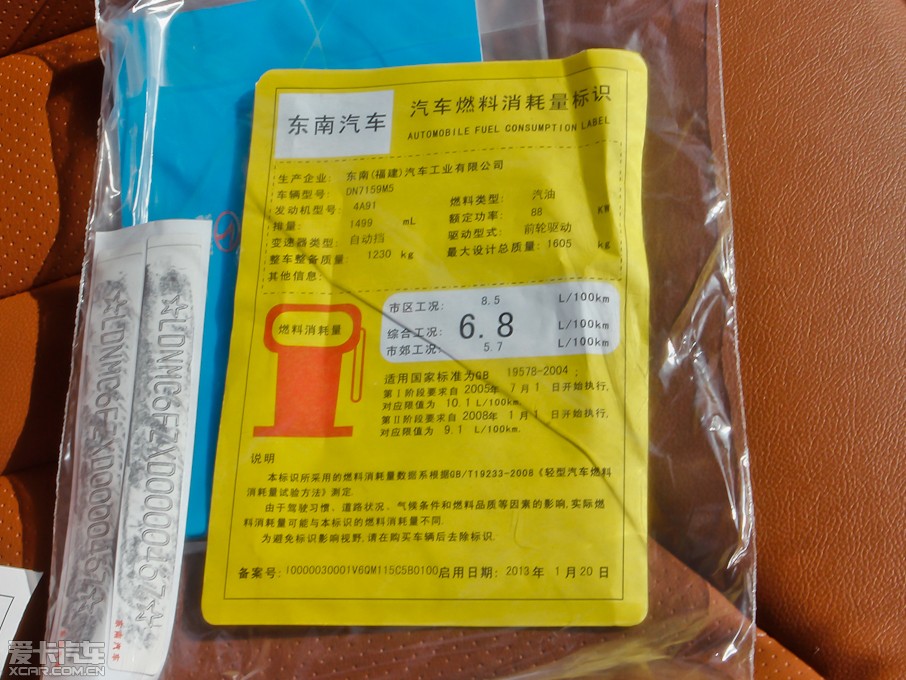 东南汽车
汽车燃料消耗量标识
AUTOMOBILE FUEL CONSUMPTION LABEL
生产企业: 东南(福建)汽车工业有限公司
车辆型号: DN7159M5
发动机型号: 4A91 燃料类型: 汽油
排量: 1499 mL 额定功率: 88 KW
变速器类型: 自动挡 驱动型式: 前轮驱动
整车整备质量: 1230 kg 最大设计总质量: 1605 kg
其他信息:
燃料消耗量
市区工况: 8.5 L/100km
综合工况: 6.8 L/100km
市郊工况: 5.7 L/100km
适用国家标准为GB 19578-2004;
第Ⅰ阶段要求自2005年 7月1 日开始执行,
对应限值为 10.1 L/100km.
第Ⅱ阶段要求自2008年 1月1 日开始执行,
对应限值为 9.1 L/100km.
说明
本标识所采用的燃料消耗量数据系根据GB/T19233-2008《轻型汽车燃料
消耗量试验方法》测定.
由于驾驶习惯、道路状况、气候条件和燃料品质等因素的影响,实际燃
料消耗量可能与本标识的燃料消耗量不同.
为避免标识影响视野,请在购买车辆后去除标识.
备案号: 10000030001V6QM115C5B0100 启用日期: 2013年 1月20日
东南汽车
爱卡汽车
XCAR.COM.CN